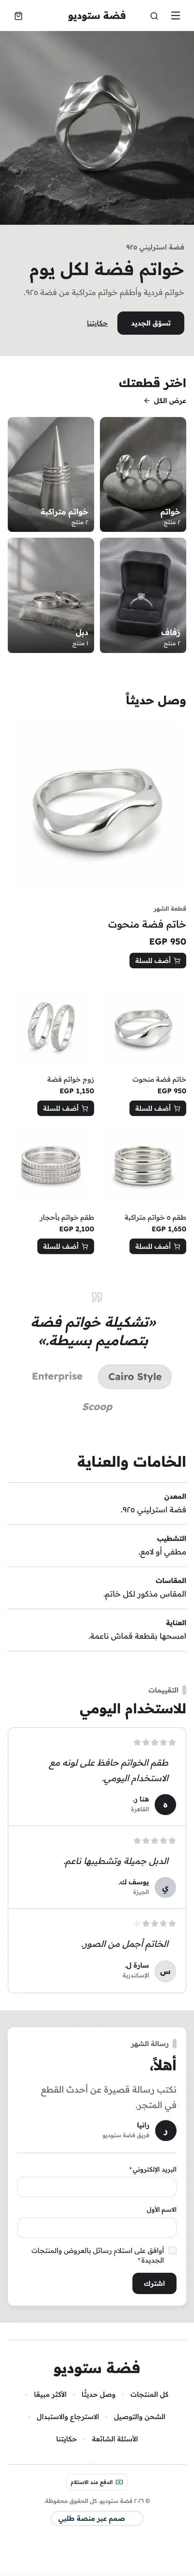 فضة ستوديو
فضة استرليني ٩٢٥
خواتم فضة لكل يوم
خواتم فردية وأطقم خواتم متراكبة من فضة ٩٢٥.
تسوّق الجديد
حكايتنا
اختر قطعتك
عرض الكل ←
خواتم
٢ منتج
خواتم متراكبة
٢ منتج
زفاف
٢ منتج
دبل
١ منتج
وصل حديثاً
قطعة الشهر
خاتم فضة منحوت
EGP 950
أضف للسلة
خاتم فضة منحوت
EGP 950
أضف للسلة
زوج خواتم فضة
EGP 1,150
أضف للسلة
طقم ٥ خواتم متراكبة
EGP 1,650
أضف للسلة
طقم خواتم بأحجار
EGP 2,100
أضف للسلة
«تشكيلة خواتم فضة
بتصاميم بسيطة.»
Cairo Style
Enterprise
Scoop
الخامات والعناية
المعدن
فضة استرليني ٩٢٥.
التشطيب
مطفي أو لامع.
المقاسات
المقاس مذكور لكل خاتم.
العناية
امسحها بقطعة قماش ناعمة.
التقييمات
للاستخدام اليومي
طقم الخواتم حافظ على لونه مع
الاستخدام اليومي.
ه
هنا ر.
القاهرة
الدبل جميلة وتشطيبها ناعم.
ي
يوسف ك.
الجيزة
الخاتم أجمل من الصور.
س
سارة ل.
الإسكندرية
رسالة الشهر
أهلاً،
نكتب رسالة قصيرة عن أحدث القطع
في المتجر.
ر
رانيا
فريق فضة ستوديو
البريد الإلكتروني *
الاسم الأول
أوافق على استلام رسائل بالعروض والمنتجات
الجديدة *
اشترك
فضة ستوديو
كل المنتجات · وصل حديثًا · الأكثر مبيعًا ·
الشحن والتوصيل · الاسترجاع والاستبدال ·
الأسئلة الشائعة · حكايتنا
الدفع عند الاستلام
© ٢٠٢٦ فضة ستوديو. كل الحقوق محفوظة.
صمم عبر منصة طلبي